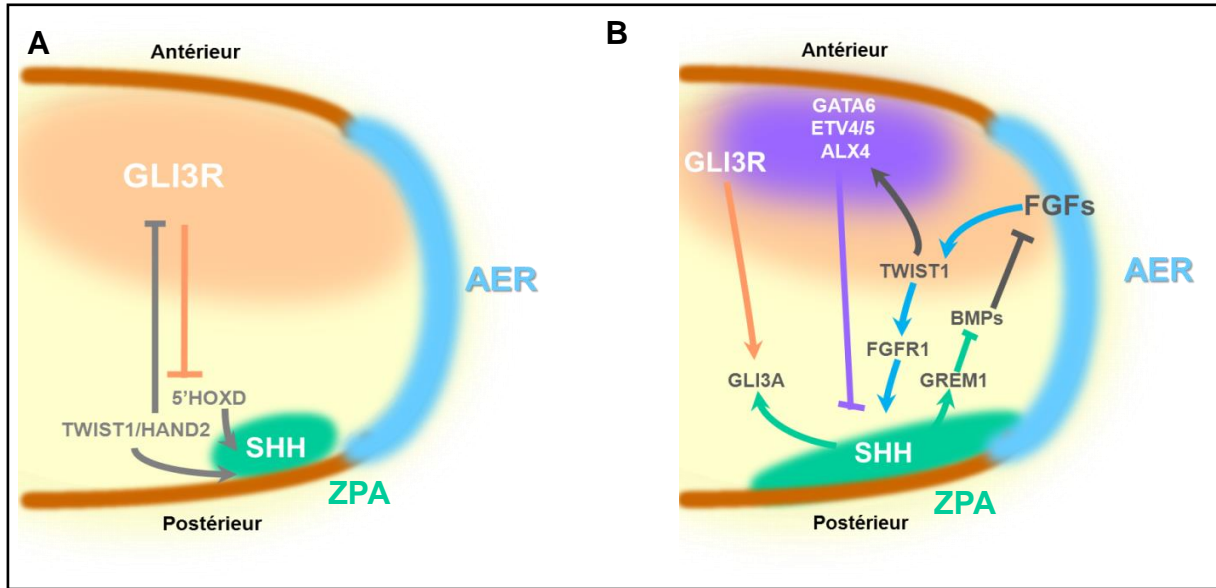 A
Antérieur
GLI3R
AER
5'HOXD
TWIST1/HAND2
SHH
ZPA
Postérieur
B
Antérieur
GATA6
ETV4/5
ALX4
GLI3R
FGFs
TWIST1
AER
BMPs
FGFR1
GLI3A
GREM1
SHH
ZPA
Postérieur